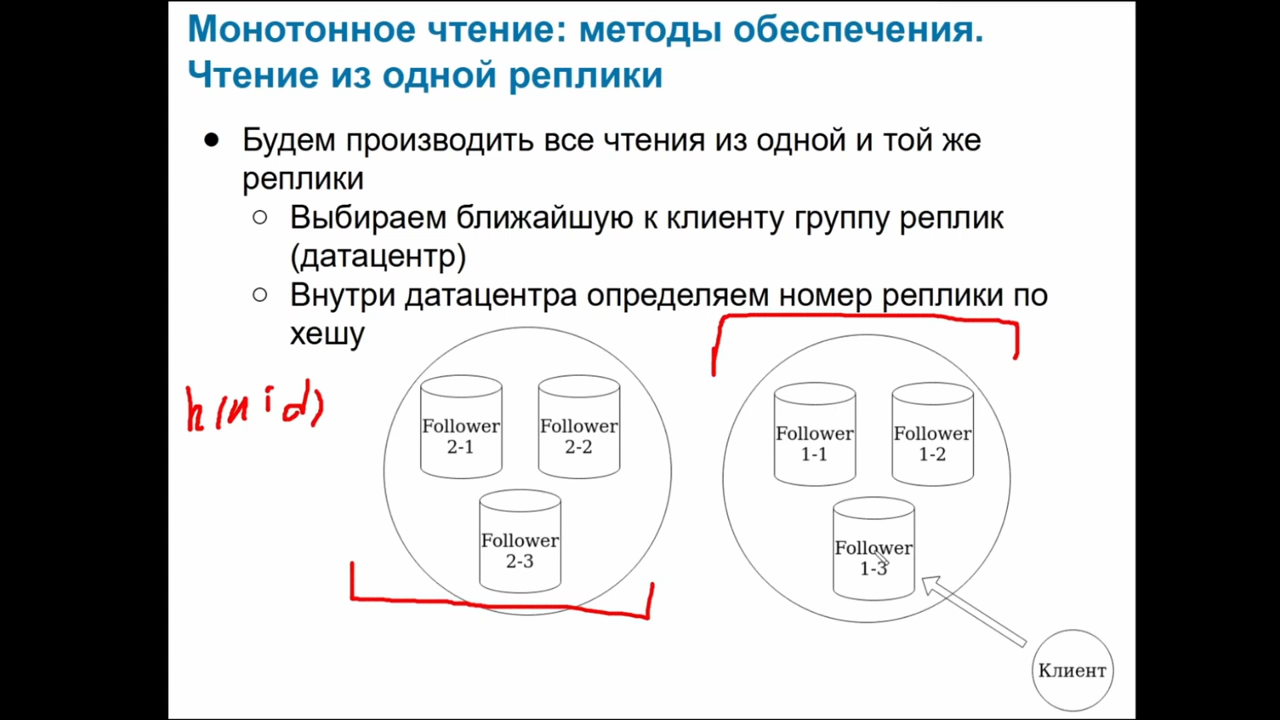 Монотонное чтение: методы обеспечения.
Чтение из одной реплики
● Будем производить все чтения из одной и той же
реплики
○ Выбираем ближайшую к клиенту группу реплик
(датацентр)
○ Внутри датацентра определяем номер реплики по
хешу
Follower
2-1
Follower
2-2
Follower
2-3
Follower
1-1
Follower
1-2
Follower
1-3
Клиент